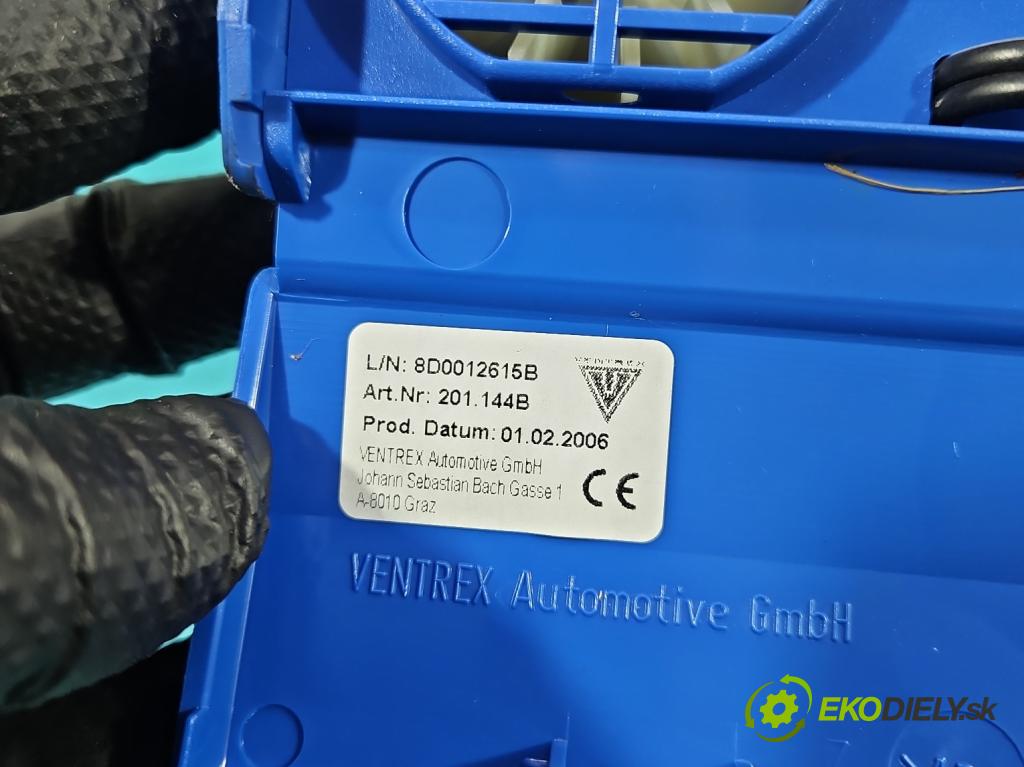 L/N: 8D0012615B
Art.Nr: 201.144B
Prod. Datum: 01.02.2006
VENTREX Automotive GmbH
Johann Sebastian Bach Gasse 1
A-8010 Graz
CE
VENTREX Automotive GmbH
EKODIELY.sk